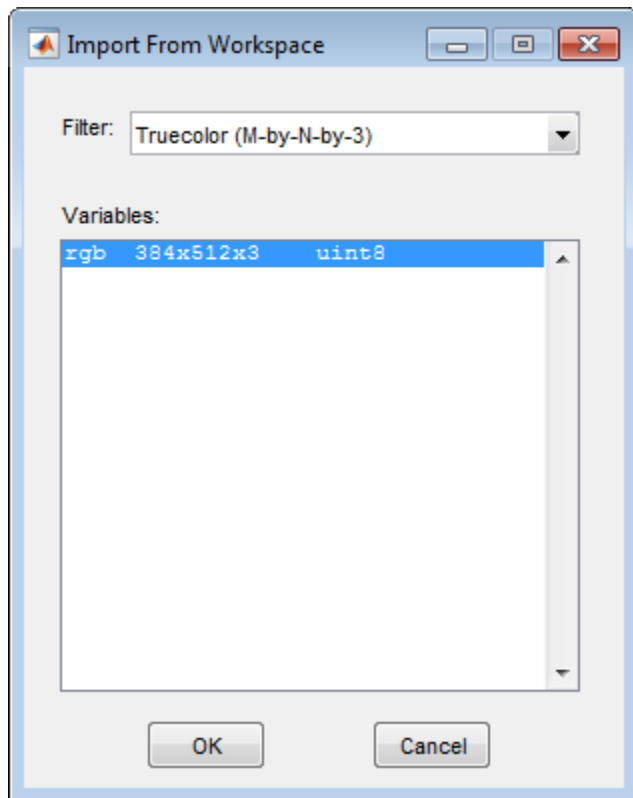 Import From Workspace
Filter: Truecolor (M-by-N-by-3)
Variables:
rgb 384x512x3 uint8
OK Cancel